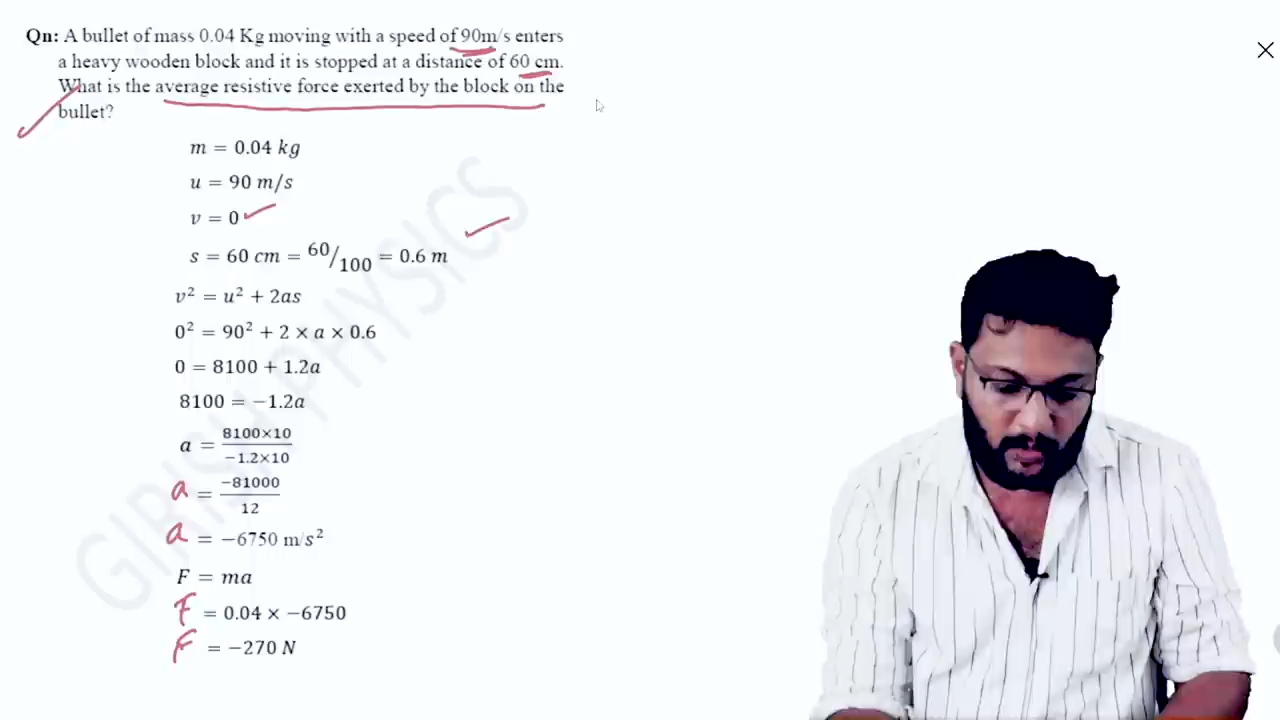 Qn: A bullet of mass 0.04 Kg moving with a speed of 90m/s enters
a heavy wooden block and it is stopped at a distance of 60 cm.
What is the average resistive force exerted by the block on the
bullet?
m = 0.04 kg
u = 90 m/s
v = 0
s = 60 cm = 60/100 = 0.6 m
v² = u² + 2as
0² = 90² + 2 × a × 0.6
0 = 8100 + 1.2a
8100 = −1.2a
a = 8100×10 / −1.2×10
a = −81000 / 12
a = −6750 m/s²
F = ma
F = 0.04 × −6750
F = −270 N
GIRISH PHYSICS